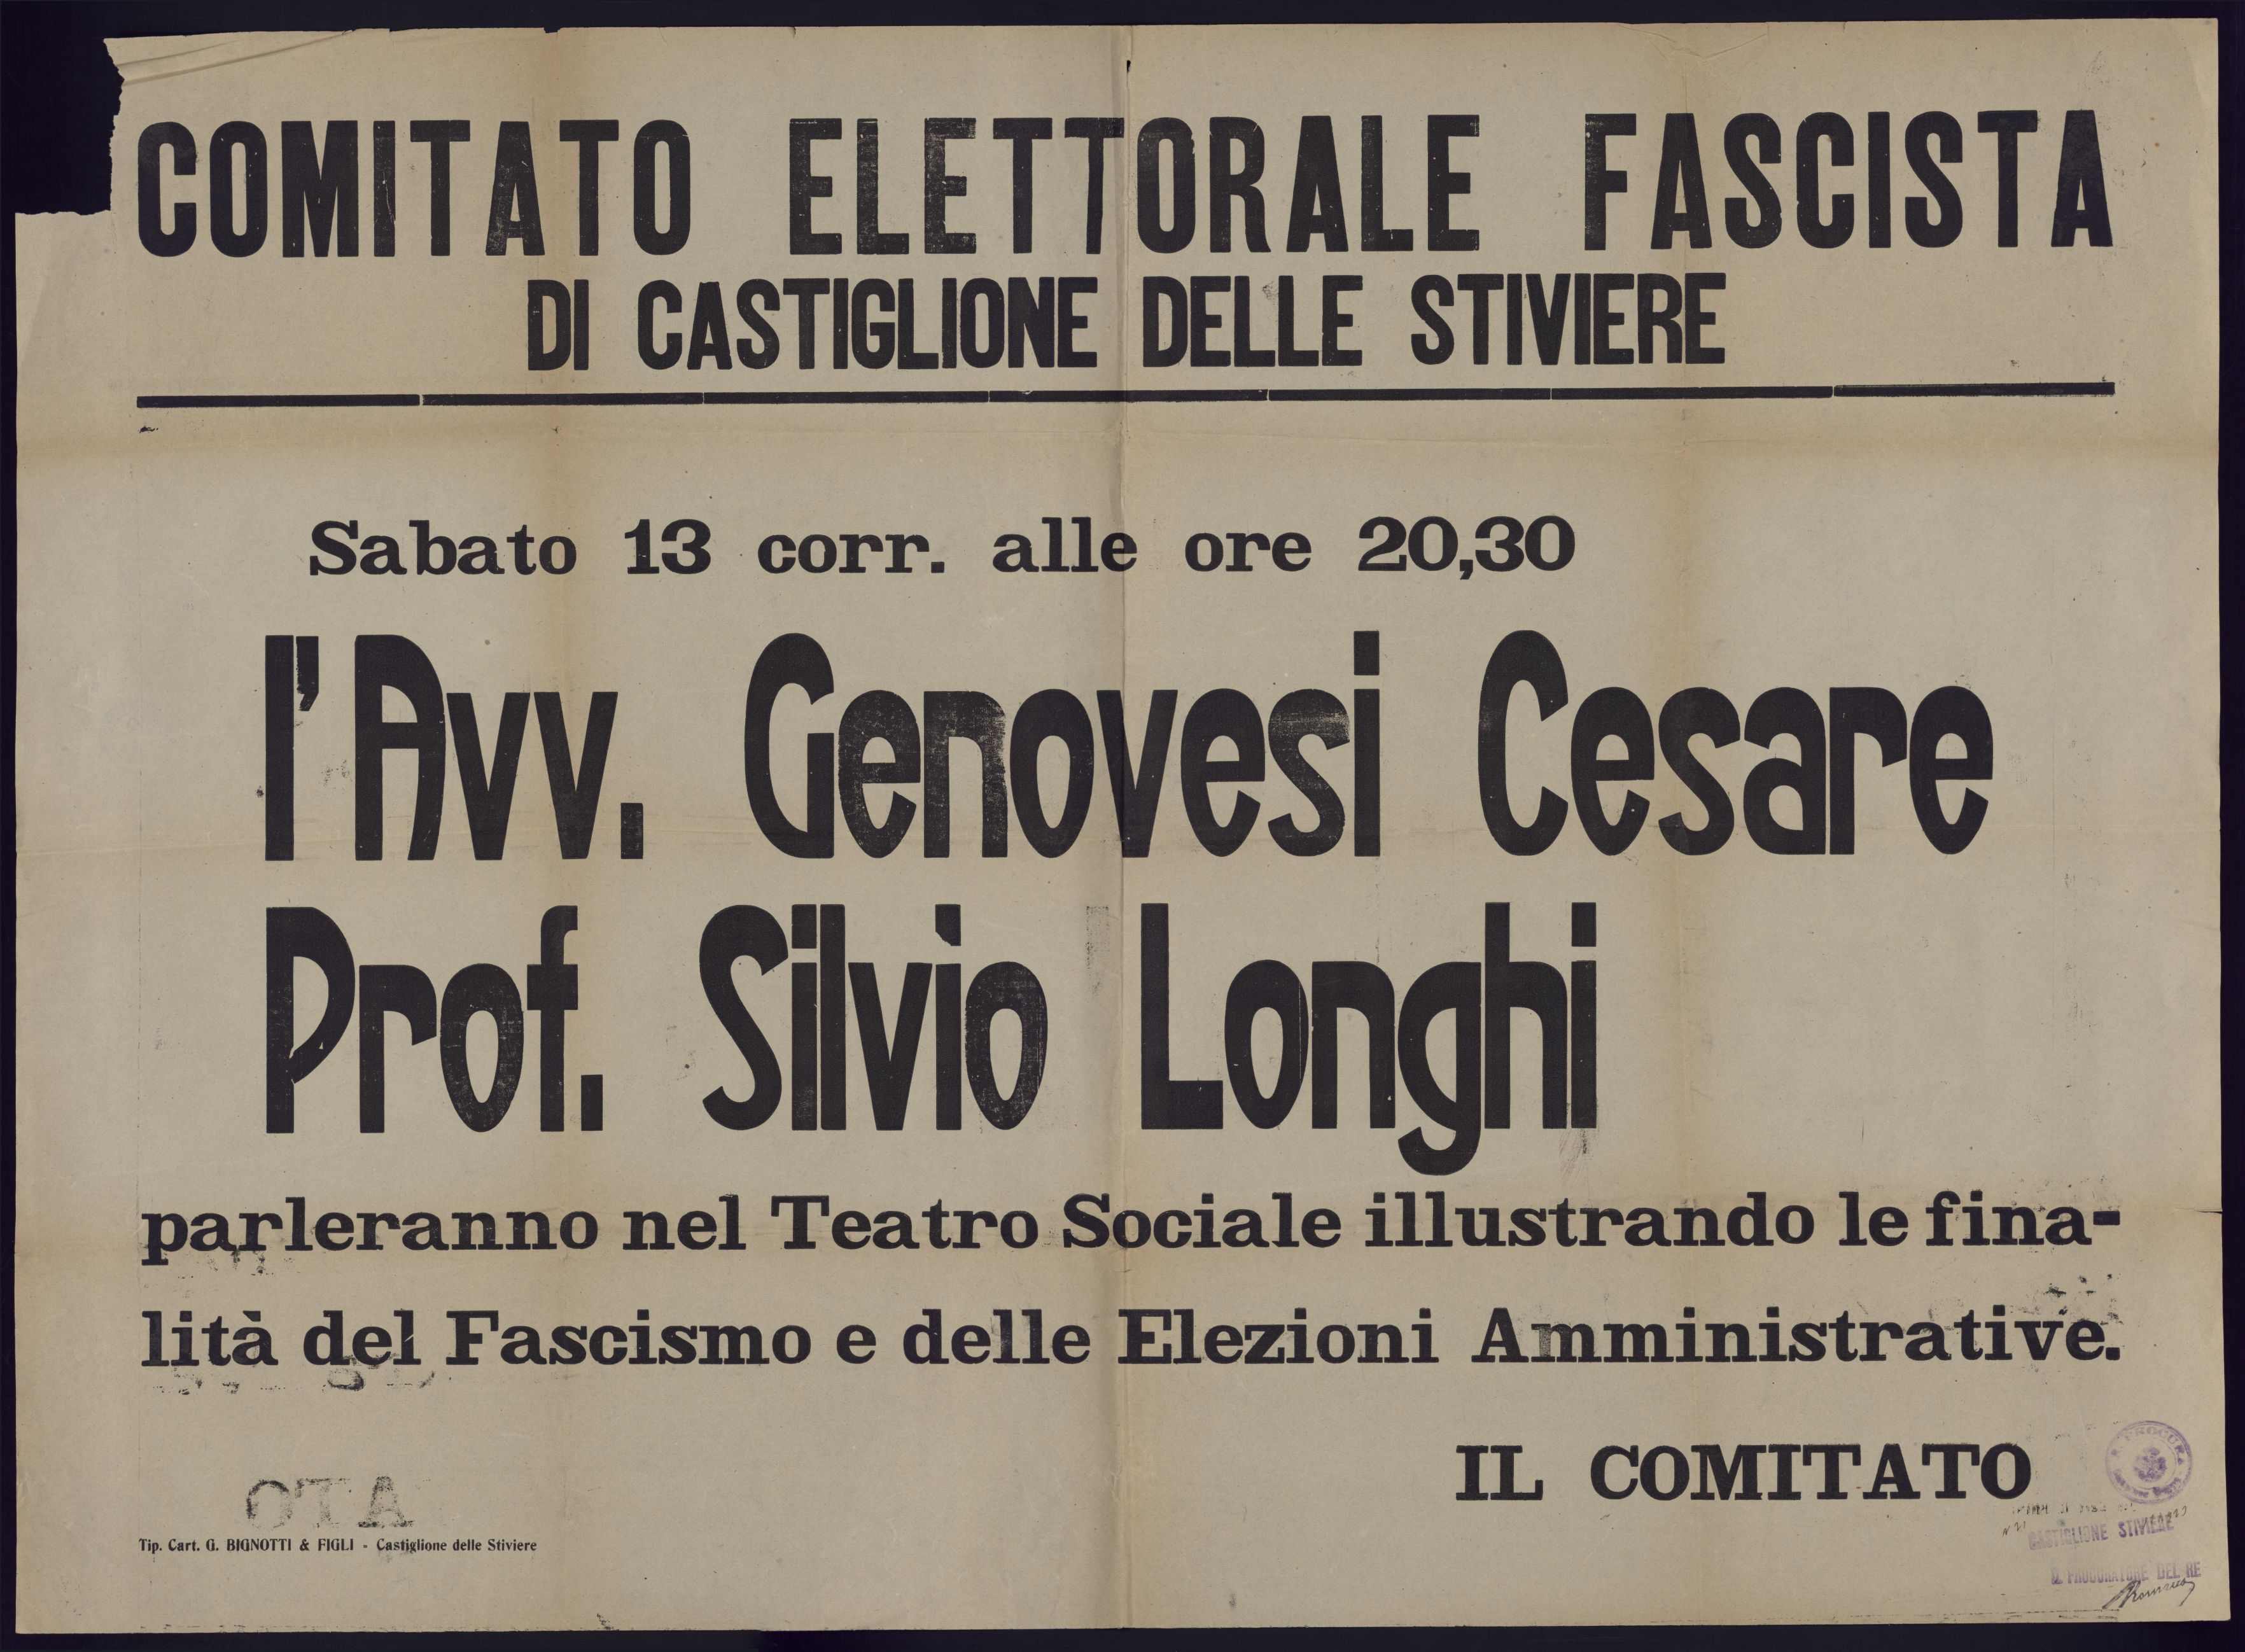 COMITATO ELETTORALE FASCISTA
DI CASTIGLIONE DELLE STIVIERE
Sabato 13 corr. alle ore 20,30
l'Avv. Genovesi Cesare
Prof. Silvio Longhi
parleranno nel Teatro Sociale illustrando le fina-
lità del Fascismo e delle Elezioni Amministrative.
IL COMITATO
OTA
Tip. Cart. G. BIGNOTTI & FIGLI - Castiglione delle Stiviere
PROCURA
CASTIGLIONE STIVIERE
IL PROCURATORE DEL RE